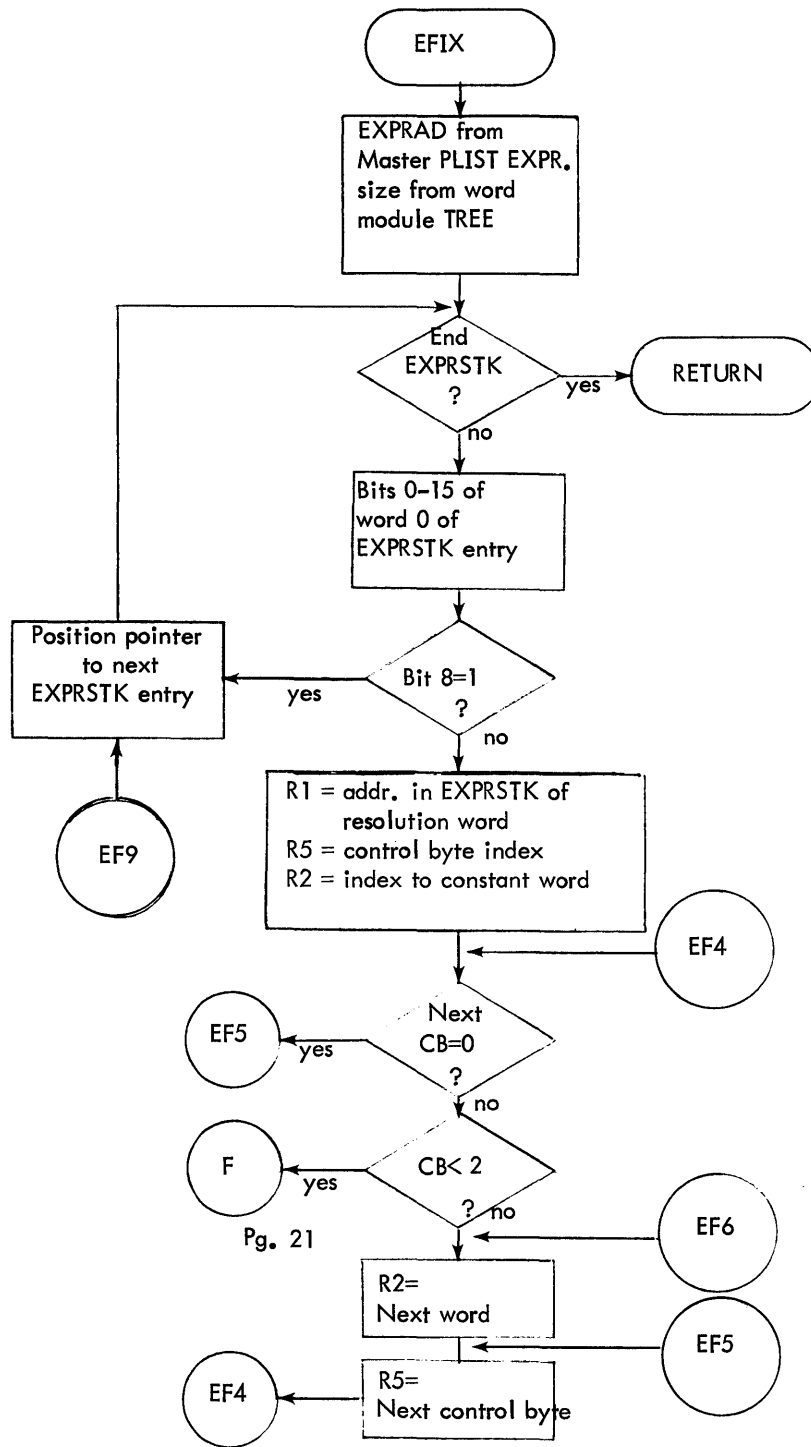 EFIX
EXPRAD from
Master PLIST EXPR.
size from word
module TREE
End
EXPRSTK
?
yes
RETURN
no
Bits 0-15 of
word 0 of
EXPRSTK entry
Position pointer
to next
EXPRSTK entry
yes
Bit 8=1
?
no
EF9
R1 = addr. in EXPRSTK of
resolution word
R5 = control byte index
R2 = index to constant word
EF4
Next
CB=0
?
EF5
yes
no
F
yes
CB< 2
? no
Pg. 21
EF6
R2=
Next word
EF5
EF4
R5=
Next control byte